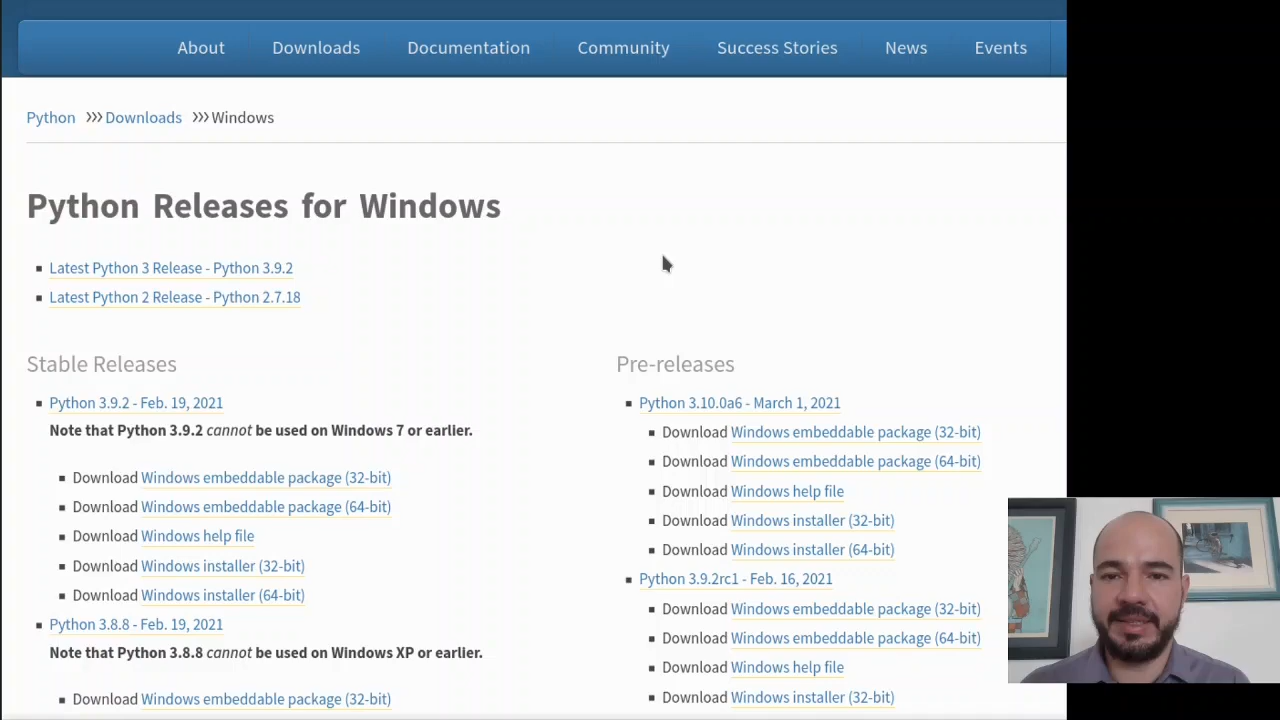 About Downloads Documentation Community Success Stories News Events
Python >>> Downloads >>> Windows
Python Releases for Windows
Latest Python 3 Release - Python 3.9.2
Latest Python 2 Release - Python 2.7.18
Stable Releases
Python 3.9.2 - Feb. 19, 2021
Note that Python 3.9.2 cannot be used on Windows 7 or earlier.
Download Windows embeddable package (32-bit)
Download Windows embeddable package (64-bit)
Download Windows help file
Download Windows installer (32-bit)
Download Windows installer (64-bit)
Python 3.8.8 - Feb. 19, 2021
Note that Python 3.8.8 cannot be used on Windows XP or earlier.
Download Windows embeddable package (32-bit)
Pre-releases
Python 3.10.0a6 - March 1, 2021
Download Windows embeddable package (32-bit)
Download Windows embeddable package (64-bit)
Download Windows help file
Download Windows installer (32-bit)
Download Windows installer (64-bit)
Python 3.9.2rc1 - Feb. 16, 2021
Download Windows embeddable package (32-bit)
Download Windows embeddable package (64-bit)
Download Windows help file
Download Windows installer (32-bit)